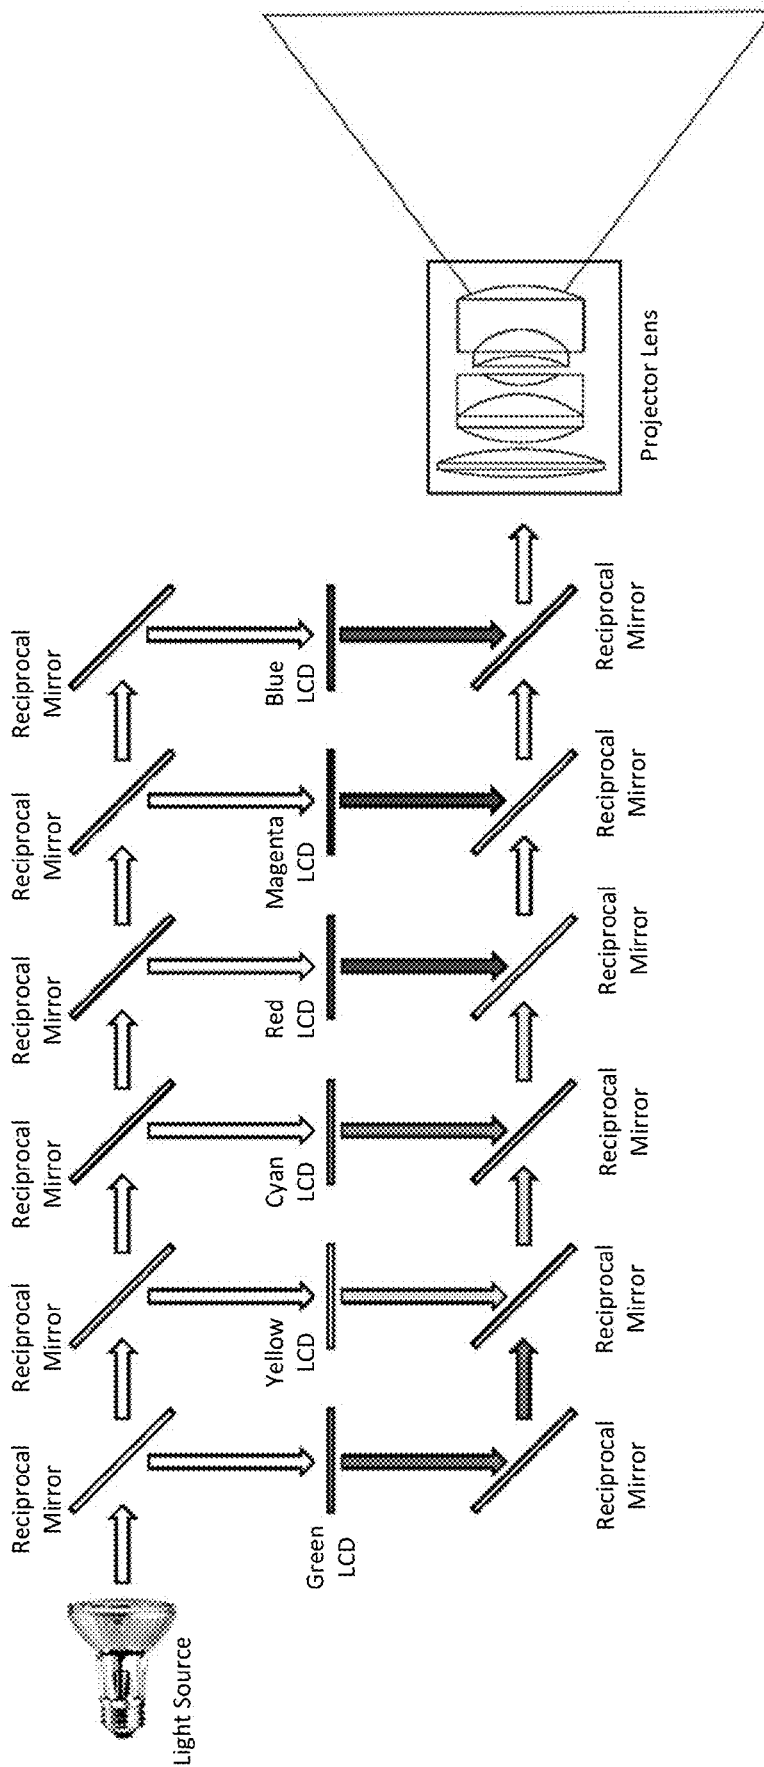 Light Source
Reciprocal
Mirror
Reciprocal
Mirror
Reciprocal
Mirror
Reciprocal
Mirror
Reciprocal
Mirror
Reciprocal
Mirror
Green
LCD
Yellow
LCD
Cyan
LCD
Red
LCD
Magenta
LCD
Blue
LCD
Reciprocal
Mirror
Reciprocal
Mirror
Reciprocal
Mirror
Reciprocal
Mirror
Reciprocal
Mirror
Reciprocal
Mirror
Projector Lens